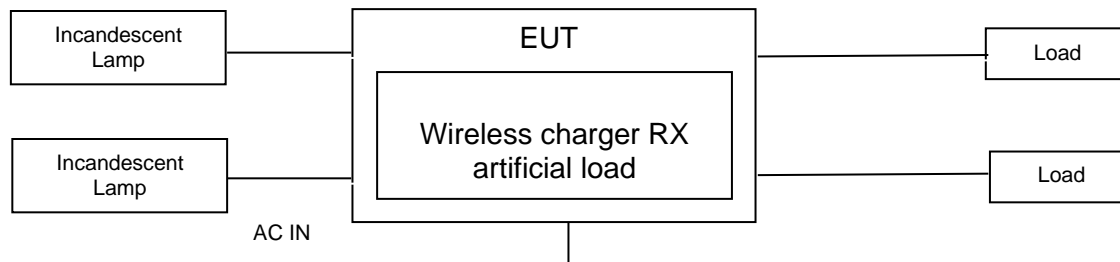 Incandescent
Lamp
EUT
Load
Wireless charger RX
artificial load
Incandescent
Lamp
Load
AC IN